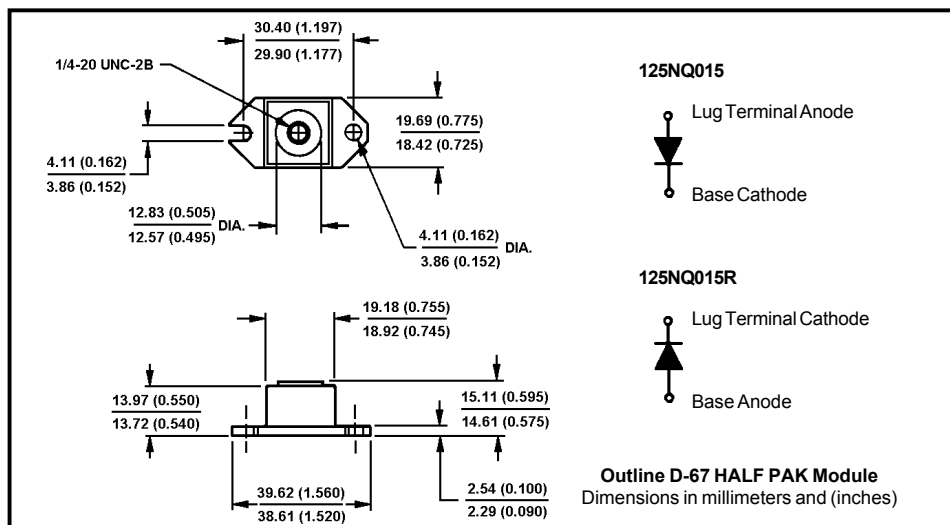 30.40 (1.197)
29.90 (1.177)
1/4-20 UNC-2B
19.69 (0.775)
18.42 (0.725)
4.11 (0.162)
3.86 (0.152)
12.83 (0.505)
12.57 (0.495)
DIA.
4.11 (0.162)
3.86 (0.152)
DIA.
19.18 (0.755)
18.92 (0.745)
13.97 (0.550)
13.72 (0.540)
15.11 (0.595)
14.61 (0.575)
39.62 (1.560)
38.61 (1.520)
2.54 (0.100)
2.29 (0.090)
125NQ015
Lug Terminal Anode
Base Cathode
125NQ015R
Lug Terminal Cathode
Base Anode
Outline D-67 HALF PAK Module
Dimensions in millimeters and (inches)